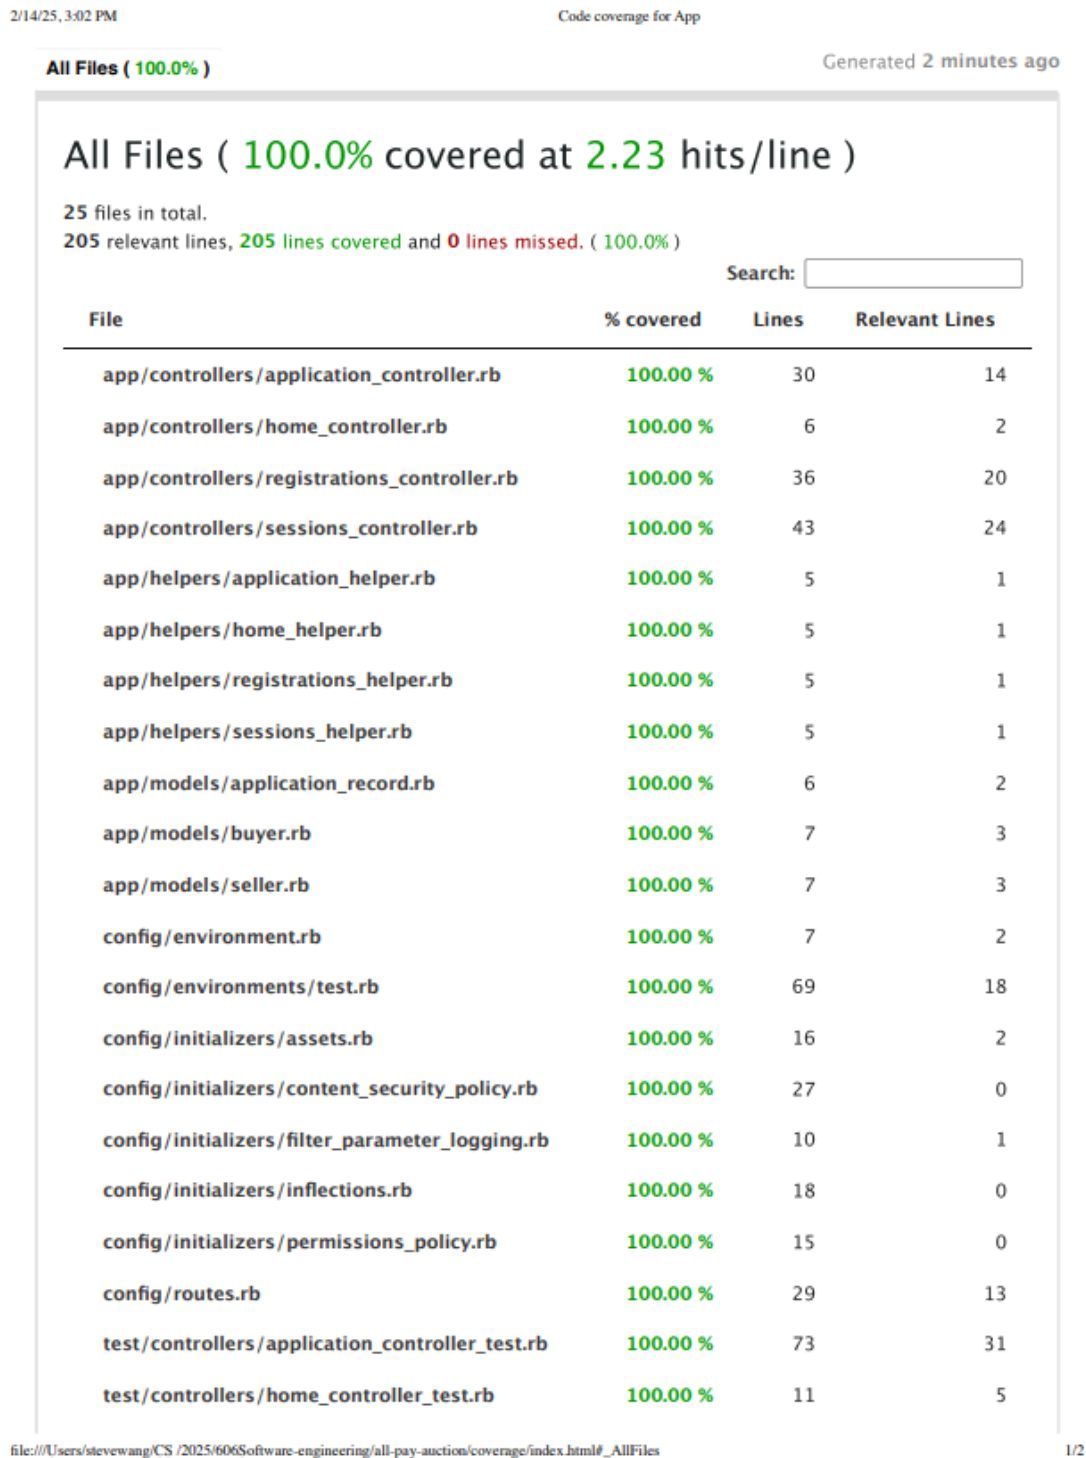 2/14/25, 3:02 PM Code coverage for App
All Files ( 100.0% ) Generated 2 minutes ago
All Files ( 100.0% covered at 2.23 hits/line )
25 files in total.
205 relevant lines, 205 lines covered and 0 lines missed. ( 100.0% )
Search:
File % covered Lines Relevant Lines
app/controllers/application_controller.rb 100.00 % 30 14
app/controllers/home_controller.rb 100.00 % 6 2
app/controllers/registrations_controller.rb 100.00 % 36 20
app/controllers/sessions_controller.rb 100.00 % 43 24
app/helpers/application_helper.rb 100.00 % 5 1
app/helpers/home_helper.rb 100.00 % 5 1
app/helpers/registrations_helper.rb 100.00 % 5 1
app/helpers/sessions_helper.rb 100.00 % 5 1
app/models/application_record.rb 100.00 % 6 2
app/models/buyer.rb 100.00 % 7 3
app/models/seller.rb 100.00 % 7 3
config/environment.rb 100.00 % 7 2
config/environments/test.rb 100.00 % 69 18
config/initializers/assets.rb 100.00 % 16 2
config/initializers/content_security_policy.rb 100.00 % 27 0
config/initializers/filter_parameter_logging.rb 100.00 % 10 1
config/initializers/inflections.rb 100.00 % 18 0
config/initializers/permissions_policy.rb 100.00 % 15 0
config/routes.rb 100.00 % 29 13
test/controllers/application_controller_test.rb 100.00 % 73 31
test/controllers/home_controller_test.rb 100.00 % 11 5
file:///Users/stevewang/CS /2025/606Software-engineering/all-pay-auction/coverage/index.html#_AllFiles 1/2